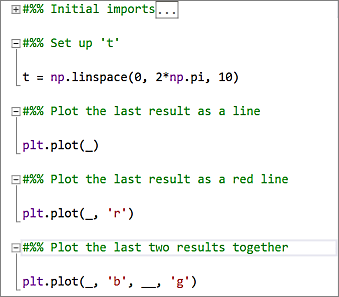 #%% Initial imports...
#%% Set up 't'
t = np.linspace(0, 2*np.pi, 10)
#%% Plot the last result as a line
plt.plot(_)
#%% Plot the last result as a red line
plt.plot(_, 'r')
#%% Plot the last two results together
plt.plot(_, 'b', __, 'g')